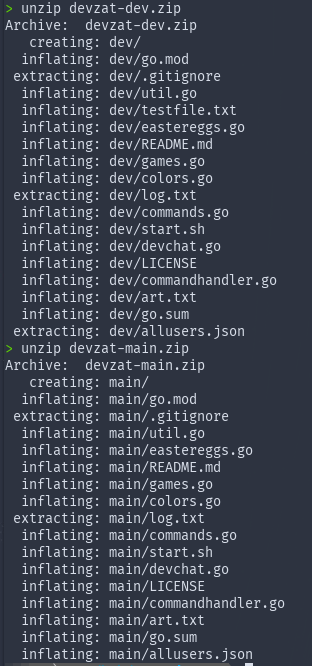 > unzip devzat-dev.zip
Archive:  devzat-dev.zip
   creating: dev/
  inflating: dev/go.mod
 extracting: dev/.gitignore
  inflating: dev/util.go
  inflating: dev/testfile.txt
  inflating: dev/eastereggs.go
  inflating: dev/README.md
  inflating: dev/games.go
  inflating: dev/colors.go
 extracting: dev/log.txt
  inflating: dev/commands.go
  inflating: dev/start.sh
  inflating: dev/devchat.go
  inflating: dev/LICENSE
  inflating: dev/commandhandler.go
  inflating: dev/art.txt
  inflating: dev/go.sum
 extracting: dev/allusers.json
> unzip devzat-main.zip
Archive:  devzat-main.zip
   creating: main/
  inflating: main/go.mod
 extracting: main/.gitignore
  inflating: main/util.go
  inflating: main/eastereggs.go
  inflating: main/README.md
  inflating: main/games.go
  inflating: main/colors.go
 extracting: main/log.txt
  inflating: main/commands.go
  inflating: main/start.sh
  inflating: main/devchat.go
  inflating: main/LICENSE
  inflating: main/commandhandler.go
  inflating: main/art.txt
  inflating: main/go.sum
  inflating: main/allusers.json